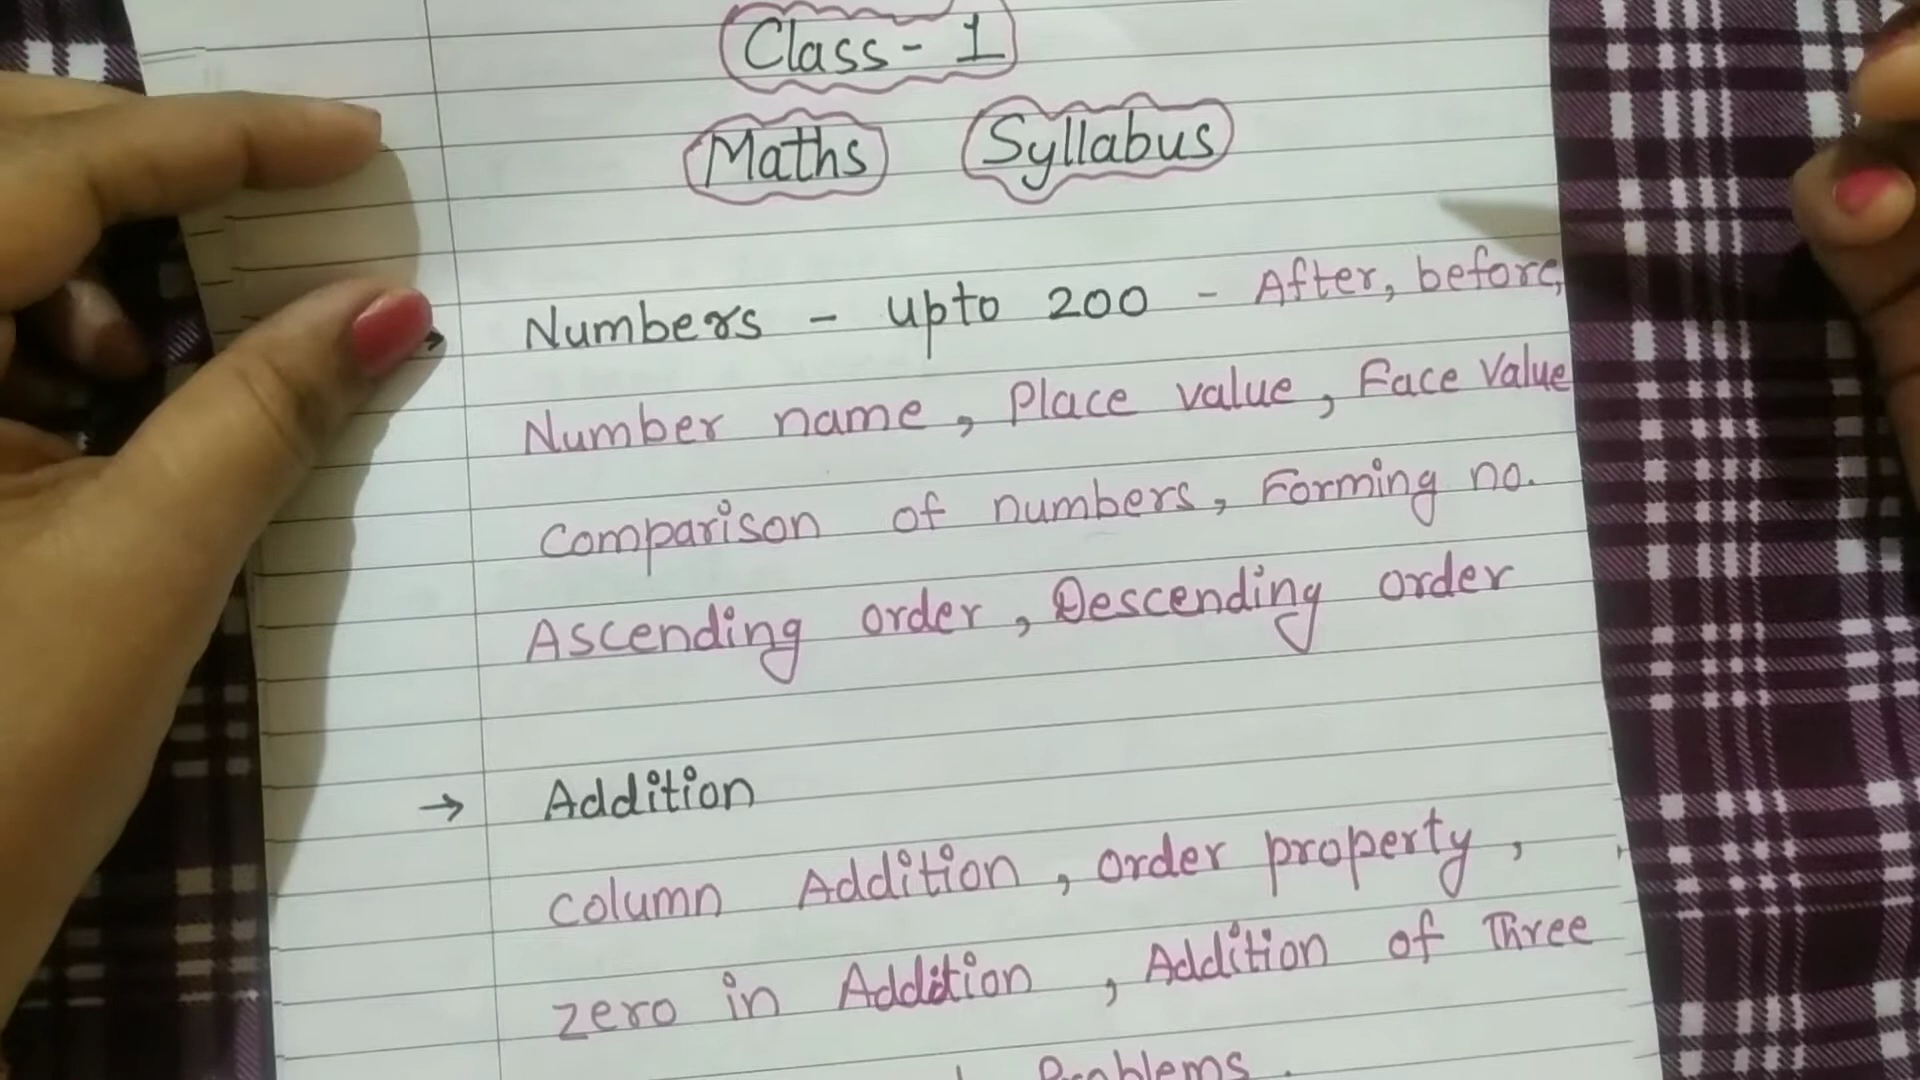 Class - 1
Maths Syllabus
Numbers - upto 200 - After, before,
Number name, Place value, Face value
Comparison of numbers, Forming no.
Ascending order, Descending order
→ Addition
Column Addition, order property,
zero in Addition, Addition of Three
Problems.